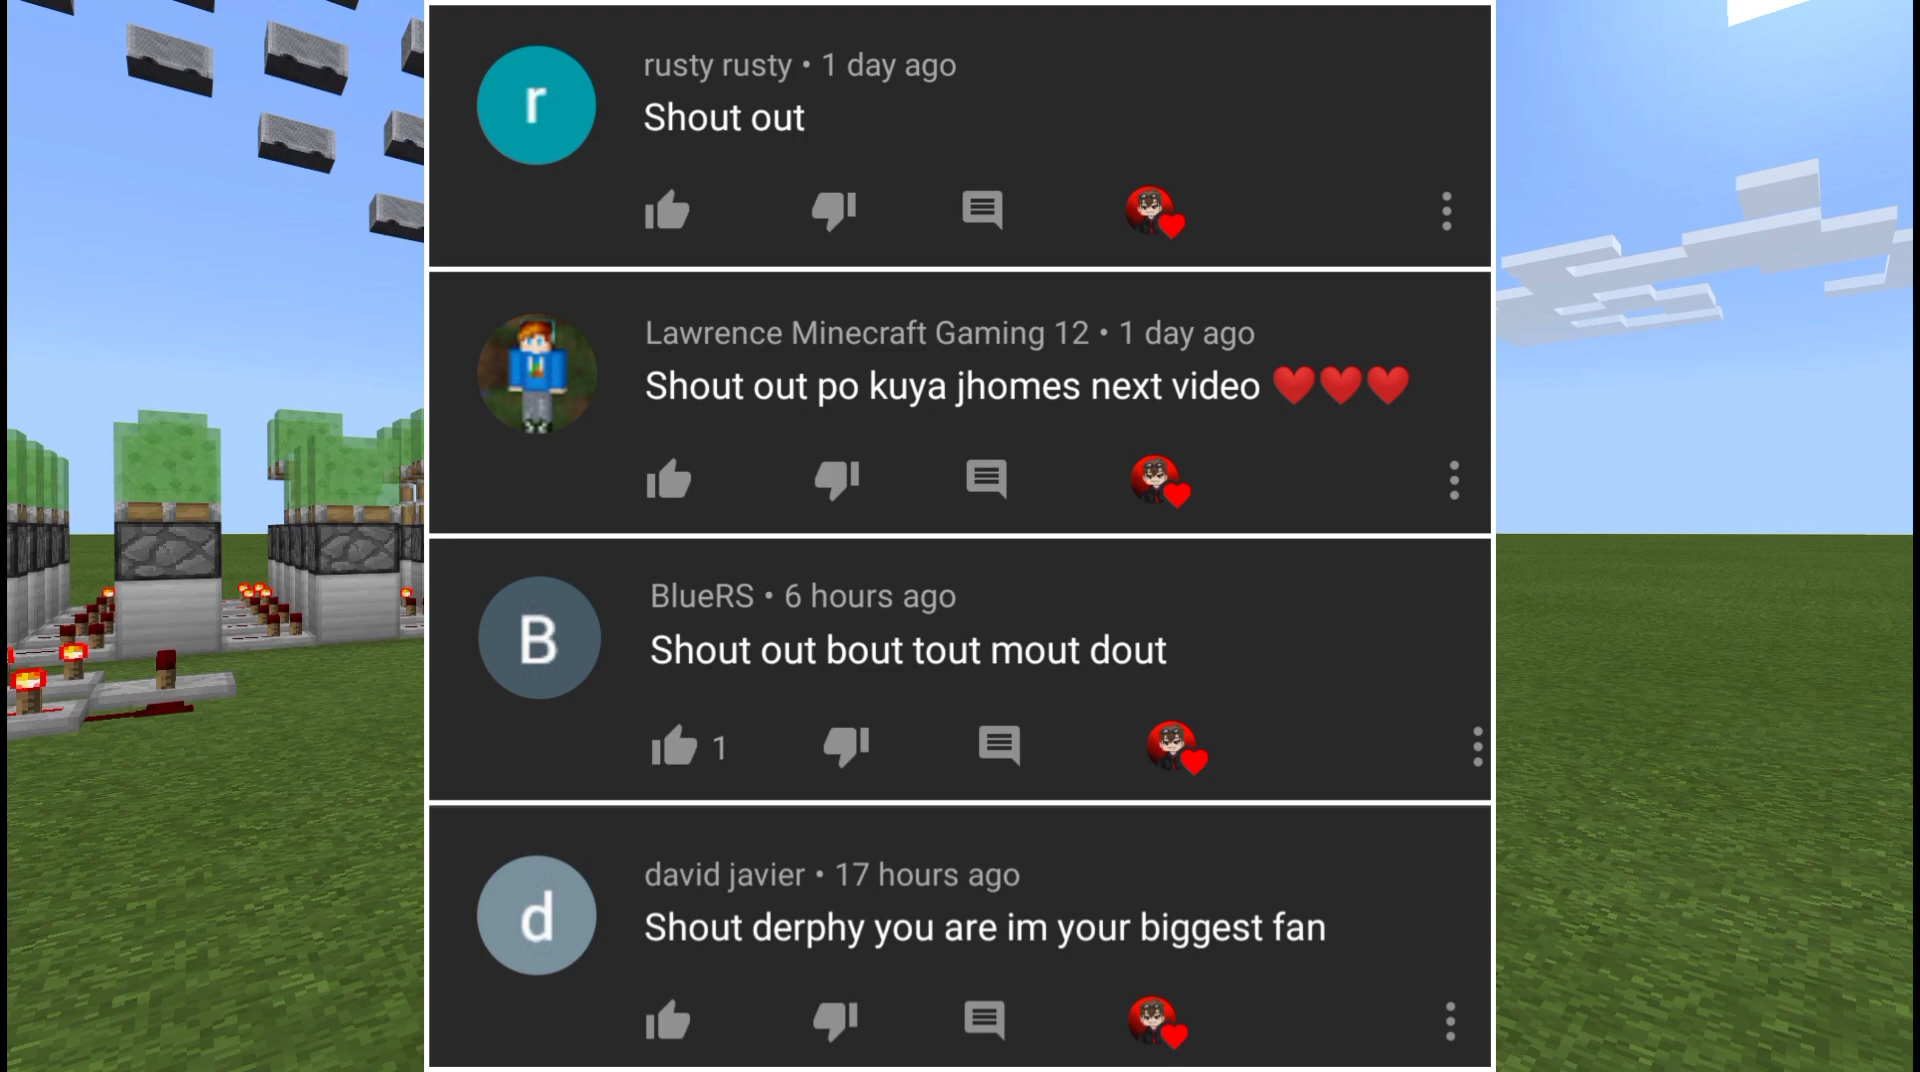 r
rusty rusty • 1 day ago
Shout out
Lawrence Minecraft Gaming 12 • 1 day ago
Shout out po kuya jhomes next video ❤️❤️❤️
B
BlueRS • 6 hours ago
Shout out bout tout mout dout
1
d
david javier • 17 hours ago
Shout derphy you are im your biggest fan